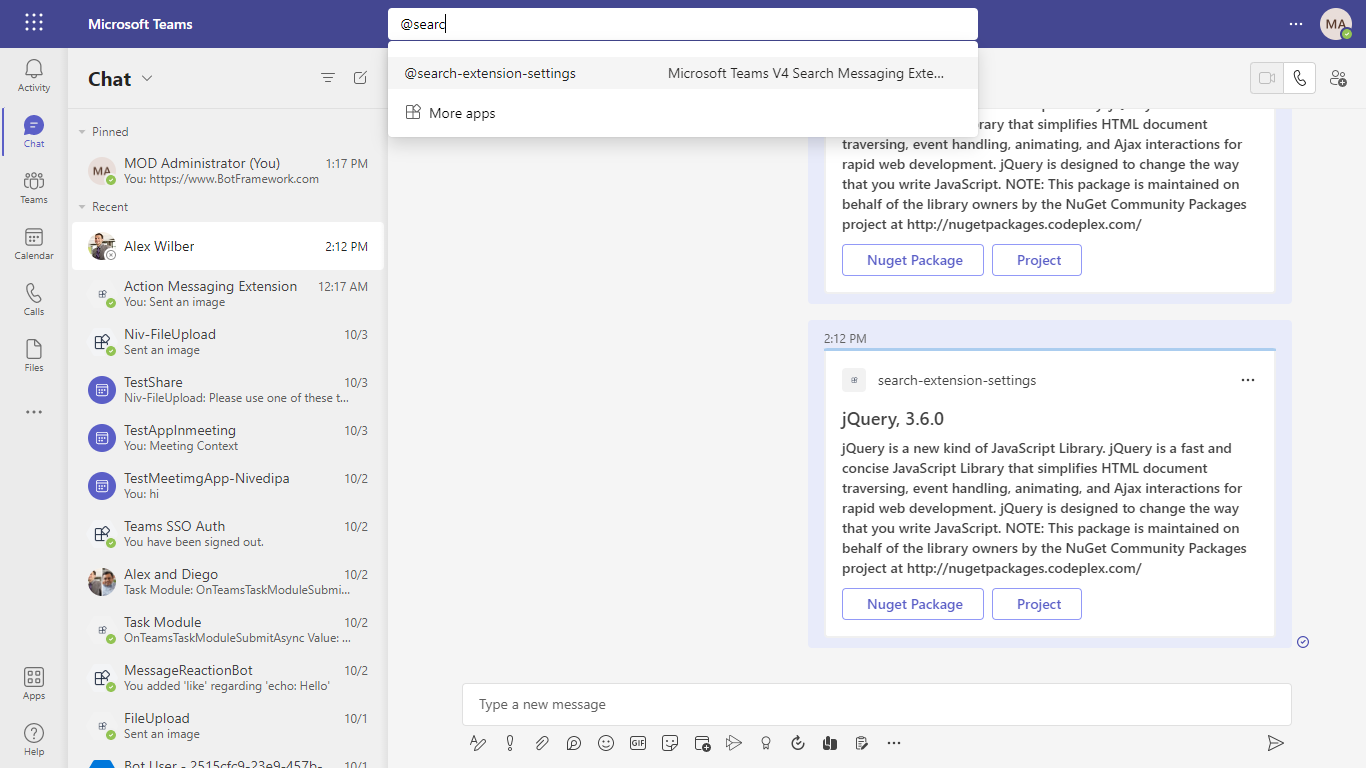 Microsoft Teams
@searc
MA
@search-extension-settings Microsoft Teams V4 Search Messaging Exte...
More apps
Activity
Chat
Teams
Calendar
Calls
Files
Apps
Help
Chat
Pinned
MA
MOD Administrator (You) 1:17 PM
You: https://www.BotFramework.com
Recent
Alex Wilber 2:12 PM
Action Messaging Extension 12:17 AM
You: Sent an image
Niv-FileUpload 10/3
Sent an image
TestShare 10/3
Niv-FileUpload: Please use one of these t...
TestAppInmeeting 10/3
You: Meeting Context
TestMeetimgApp-Nivedipa 10/2
You: hi
Teams SSO Auth 10/2
You have been signed out.
Alex and Diego 10/2
Task Module: OnTeamsTaskModuleSubmi...
Task Module 10/2
OnTeamsTaskModuleSubmitAsync Value: ...
MessageReactionBot 10/2
You added 'like' regarding 'echo: Hello'
FileUpload 10/1
Sent an image
Bot User - 2515cfc9-23e9-457b- 10/1
rary that simplifies HTML document
traversing, event handling, animating, and Ajax interactions for
rapid web development. jQuery is designed to change the way
that you write JavaScript. NOTE: This package is maintained on
behalf of the library owners by the NuGet Community Packages
project at http://nugetpackages.codeplex.com/
Nuget Package Project
2:12 PM
search-extension-settings
jQuery, 3.6.0
jQuery is a new kind of JavaScript Library. jQuery is a fast and
concise JavaScript Library that simplifies HTML document
traversing, event handling, animating, and Ajax interactions for
rapid web development. jQuery is designed to change the way
that you write JavaScript. NOTE: This package is maintained on
behalf of the library owners by the NuGet Community Packages
project at http://nugetpackages.codeplex.com/
Nuget Package Project
Type a new message
GIF